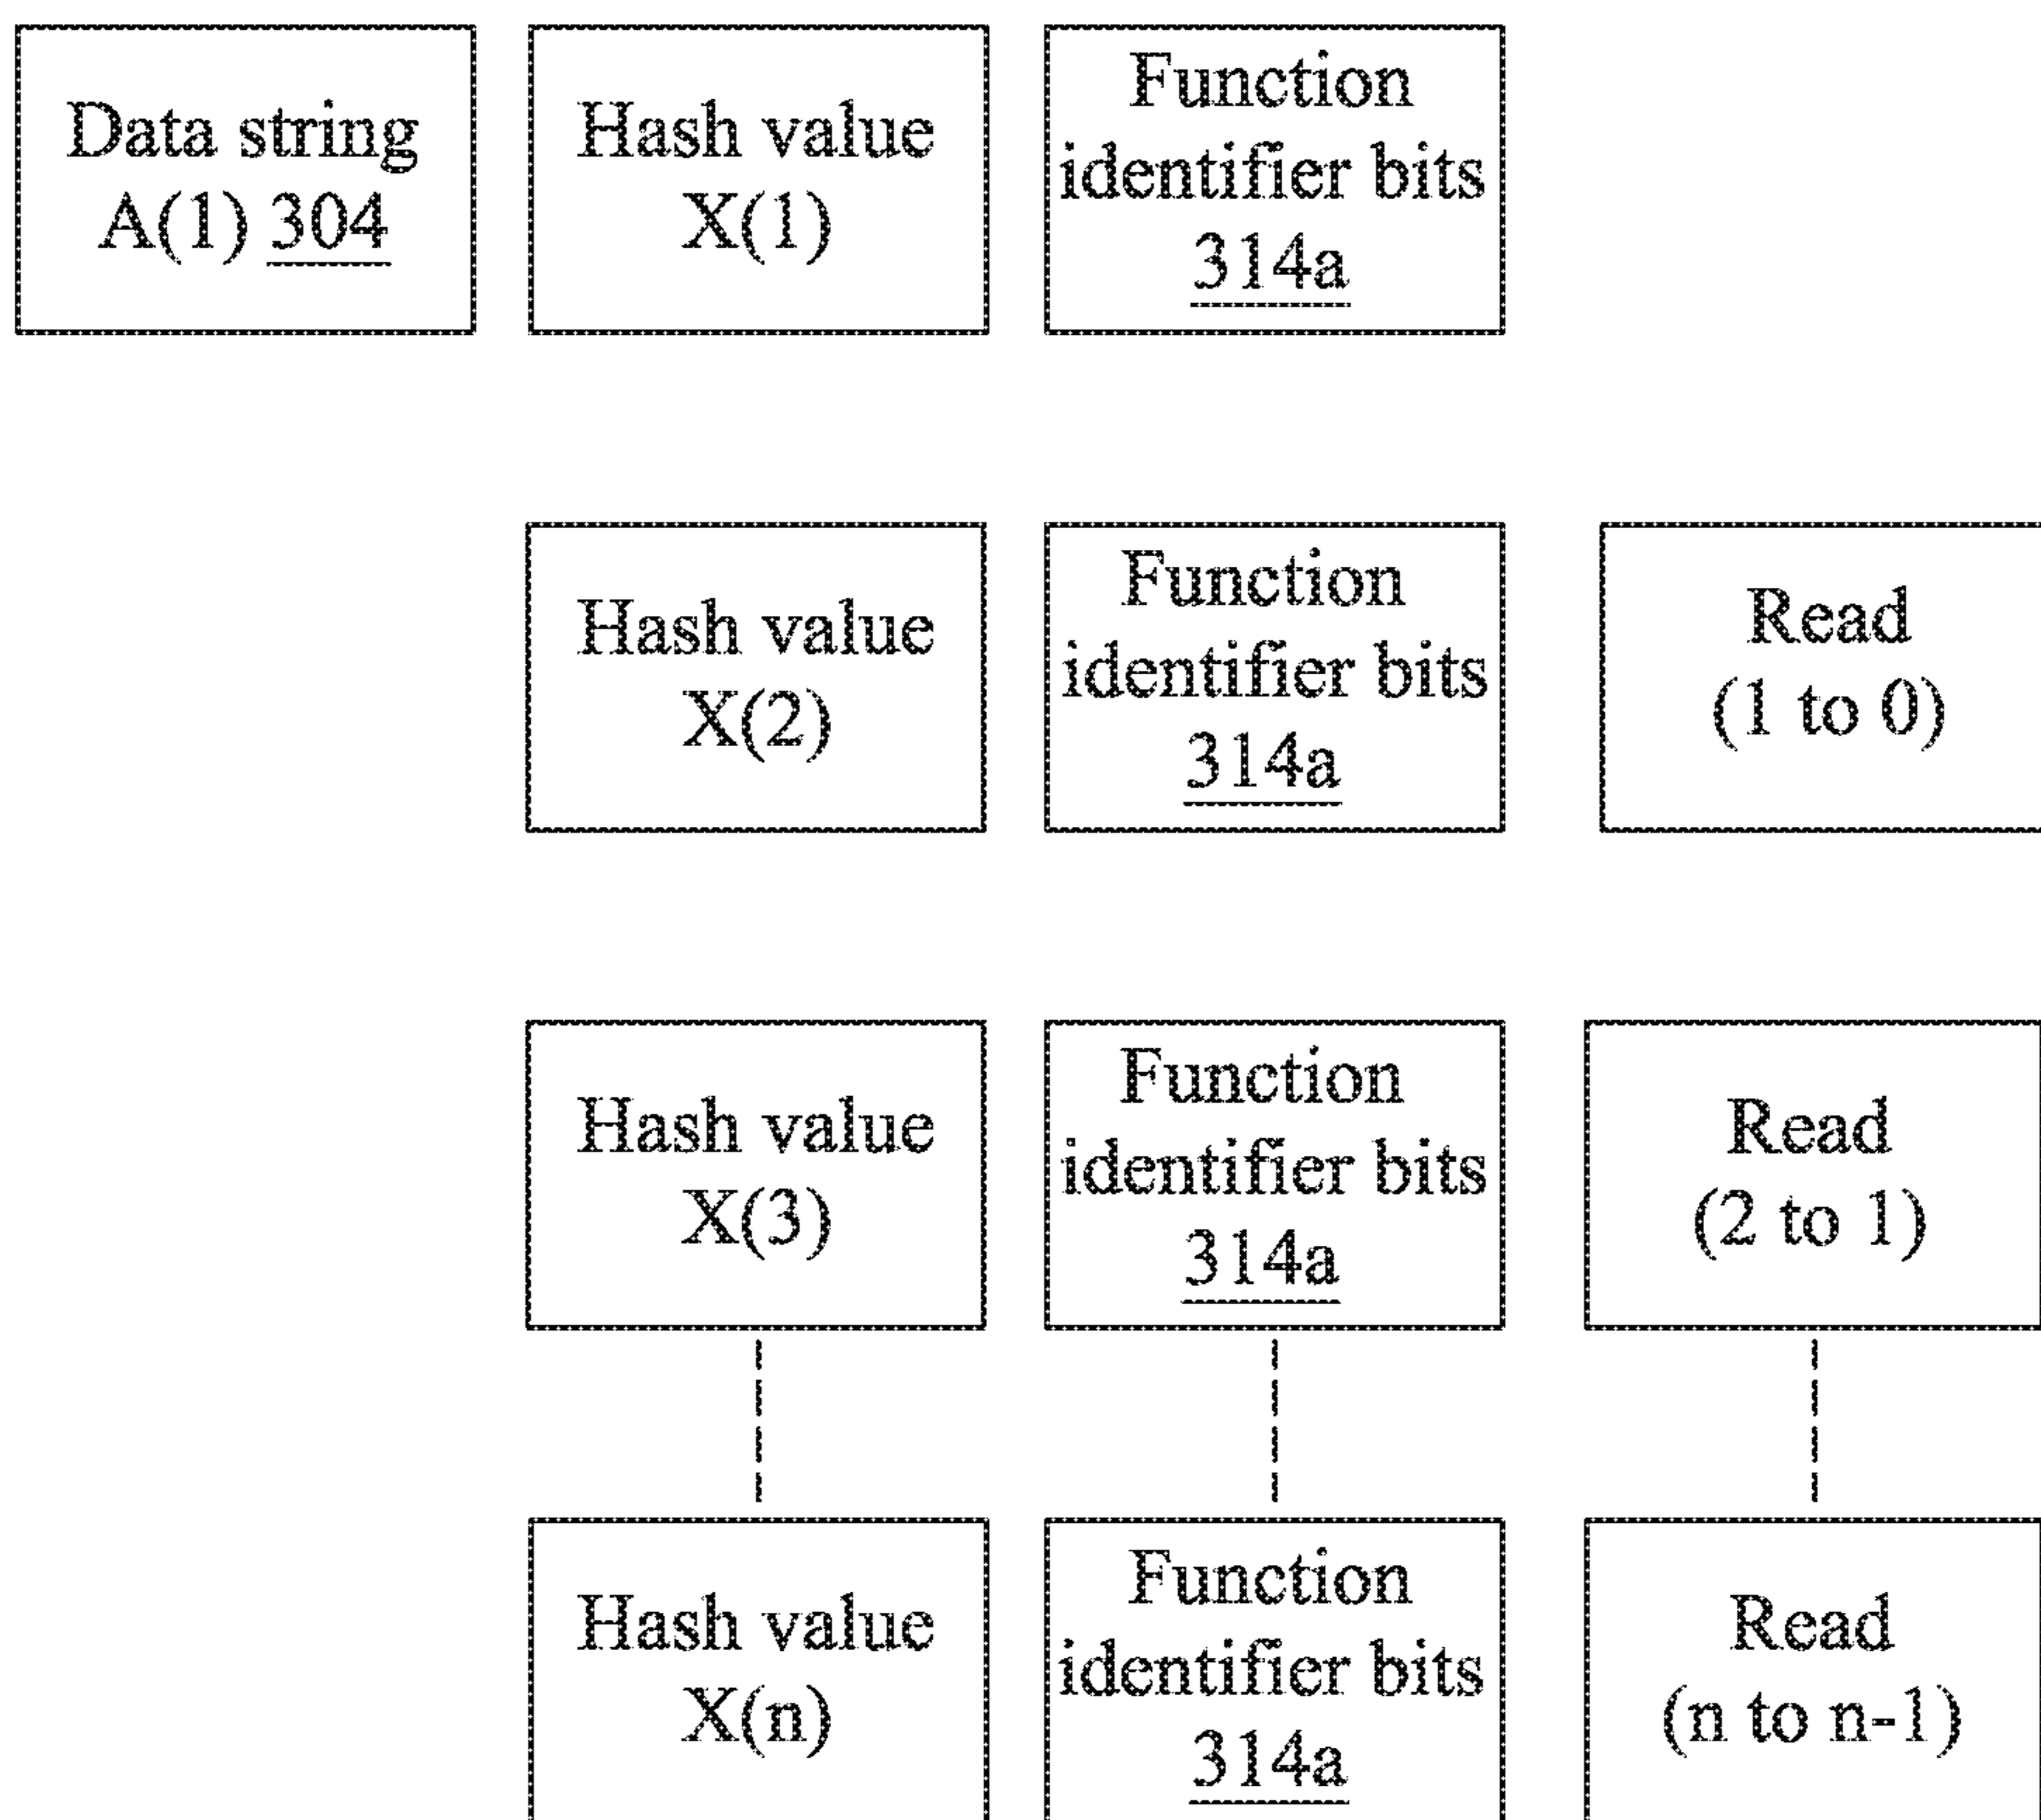 Data string
A(1) 304
Hash value
X(1)
Function
identifier bits
314a
Hash value
X(2)
Function
identifier bits
314a
Read
(1 to 0)
Hash value
X(3)
Function
identifier bits
314a
Read
(2 to 1)
Hash value
X(n)
Function
identifier bits
314a
Read
(n to n-1)